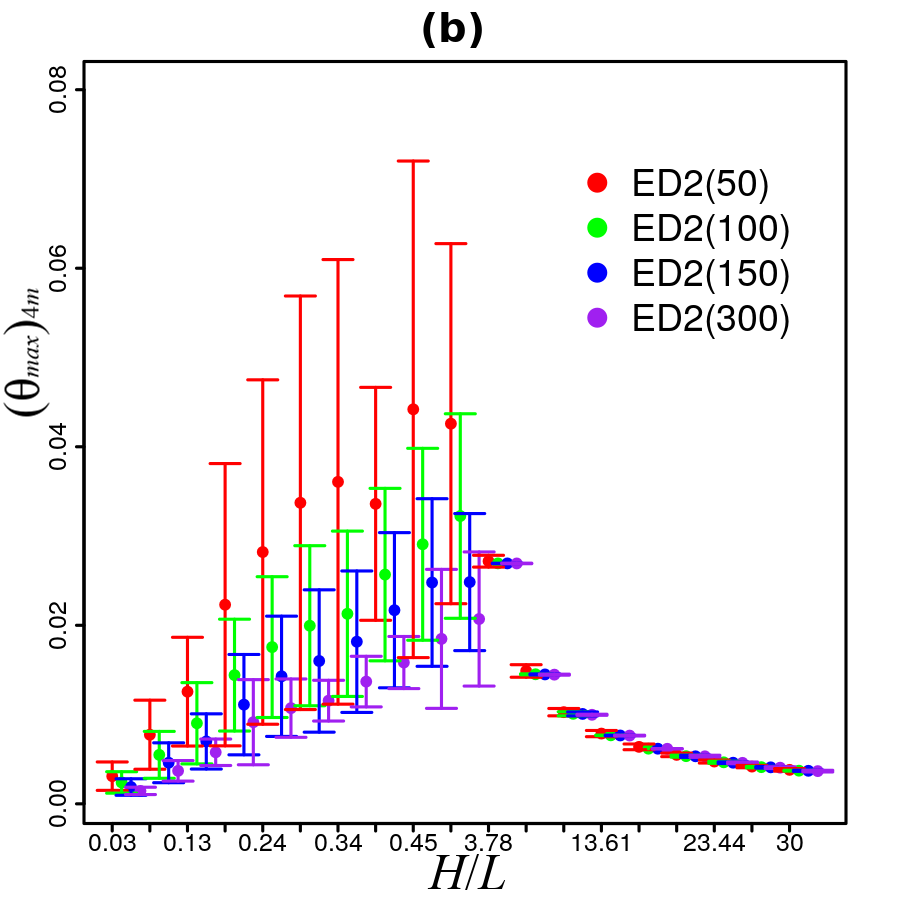 (b)
0.08
0.06
0.04
0.02
0.00
(θmax)4m
ED2(50)
ED2(100)
ED2(150)
ED2(300)
0.03 0.13 0.24 0.34 0.45 3.78 13.61 23.44 30
H/L